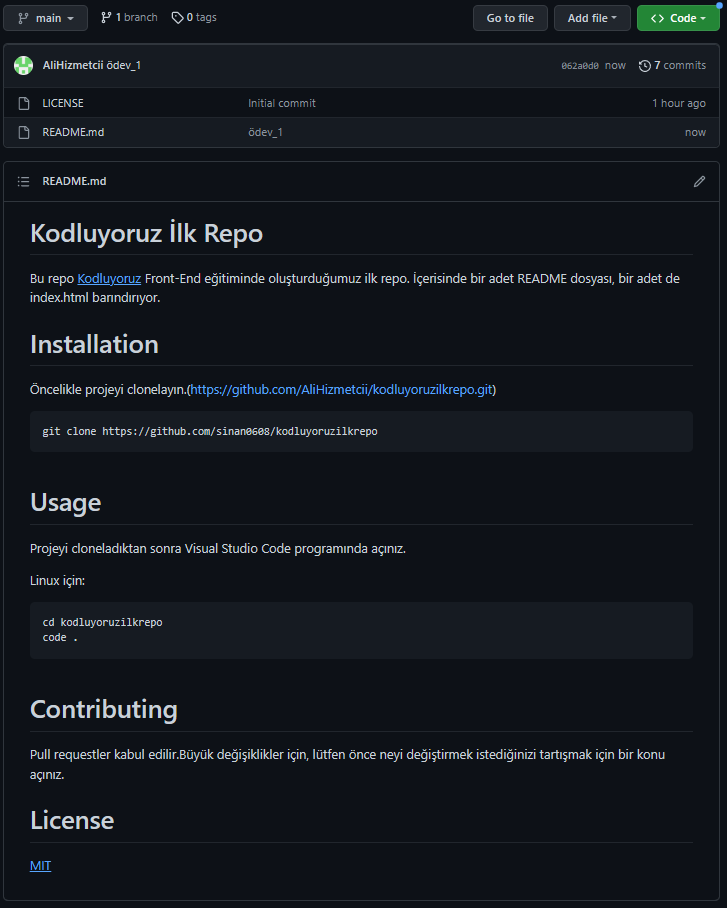 main
1 branch
0 tags
Go to file
Add file
Code
AliHizmetcii ödev_1
062a0d0 now
7 commits
LICENSE
Initial commit
1 hour ago
README.md
ödev_1
now
README.md
Kodluyoruz İlk Repo
Bu repo Kodluyoruz Front-End eğitiminde oluşturduğumuz ilk repo. İçerisinde bir adet README dosyası, bir adet de
index.html barındırıyor.
Installation
Öncelikle projeyi clonelayın.(https://github.com/AliHizmetcii/kodluyoruzilkrepo.git)
git clone https://github.com/sinan0608/kodluyoruzilkrepo
Usage
Projeyi cloneladıktan sonra Visual Studio Code programında açınız.
Linux için:
cd kodluyoruzilkrepo
code .
Contributing
Pull requestler kabul edilir.Büyük değişiklikler için, lütfen önce neyi değiştirmek istediğinizi tartışmak için bir konu
açınız.
License
MIT